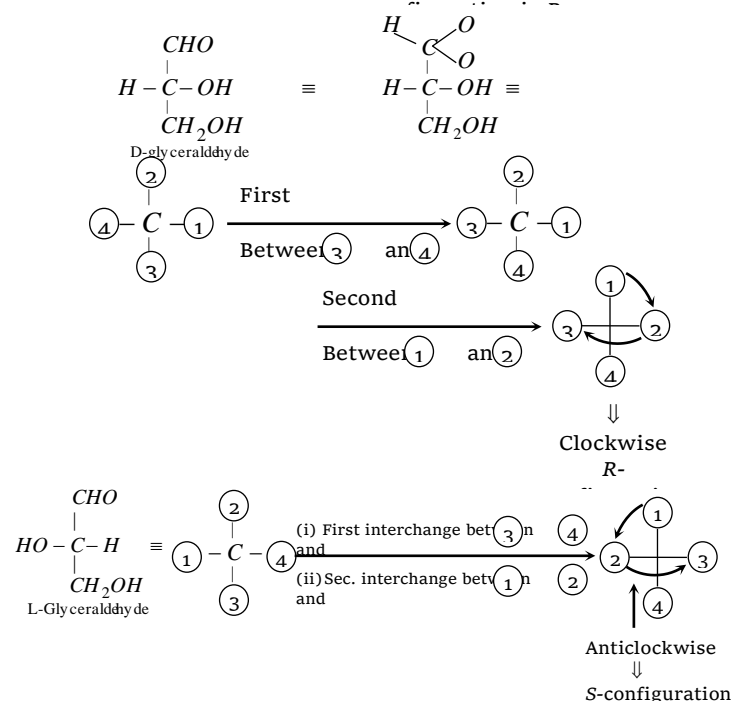 H O
CHO C
O
H – C – OH ≡ H – C – OH ≡
CH2OH CH2OH
D-glyceraldehyde
2 2
First
4 – C – 1 3 – C – 1
Between 3 an 4
3 4
Second 1
3 2
Between 1 an 2
4
⇓
Clockwise
R-
CHO
2 1
(i) First interchange between 3 4
and
HO – C – H ≡ 1 – C – 4 2 3
(ii) Sec. interchange between 1 2
and
CH2OH 3 4
L-Glyceraldehyde
Anticlockwise
⇓
S-configuration